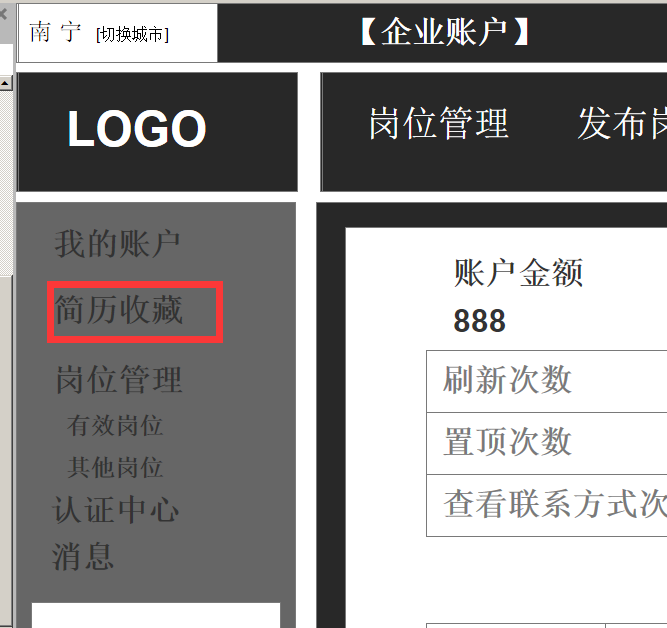 南 宁 [切换城市]
【企业账户】
LOGO
岗位管理 发布
我的账户
简历收藏
岗位管理
有效岗位
其他岗位
认证中心
消息
账户金额
888
刷新次数
置顶次数
查看联系方式次